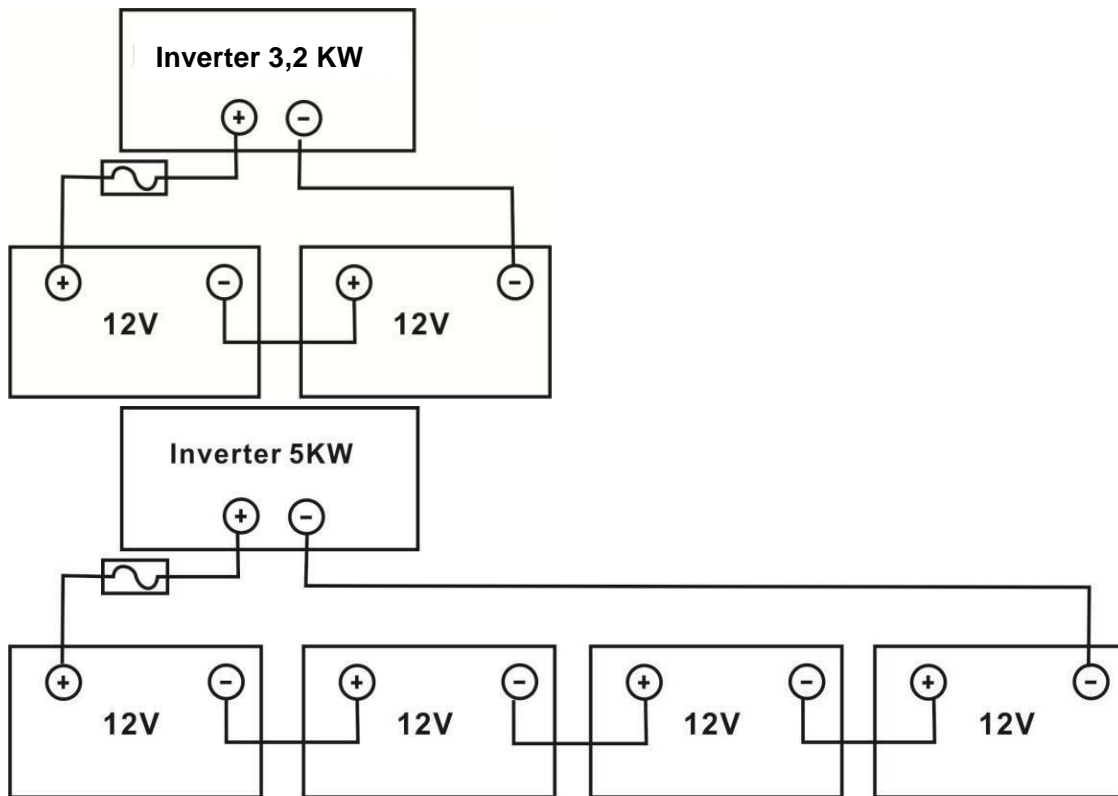 Inverter 3,2 KW
+ −
+ − + −
12V 12V
Inverter 5KW
+ −
+ − + − + − + −
12V 12V 12V 12V